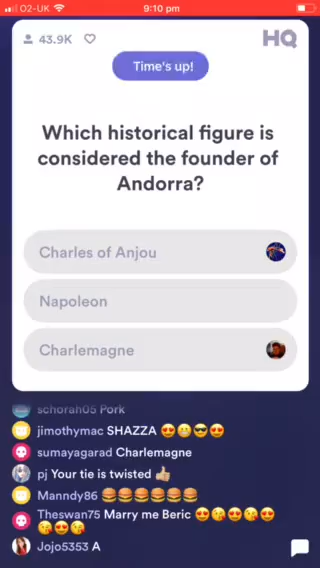 O2-UK
9:10 pm
43.9K
HQ
Time's up!
Which historical figure is
considered the founder of
Andorra?
Charles of Anjou
Napoleon
Charlemagne
schorah05 Pork
jimothymac SHAZZA 😍😀😎😍
sumayagarad Charlemagne
pj Your tie is twisted 👍🏼
Manndy86 🍔🍔🍔🍔🍔🍔
Theswan75 Marry me Beric 😍😘😍😘😍
😘😍😘
Jojo5353 A